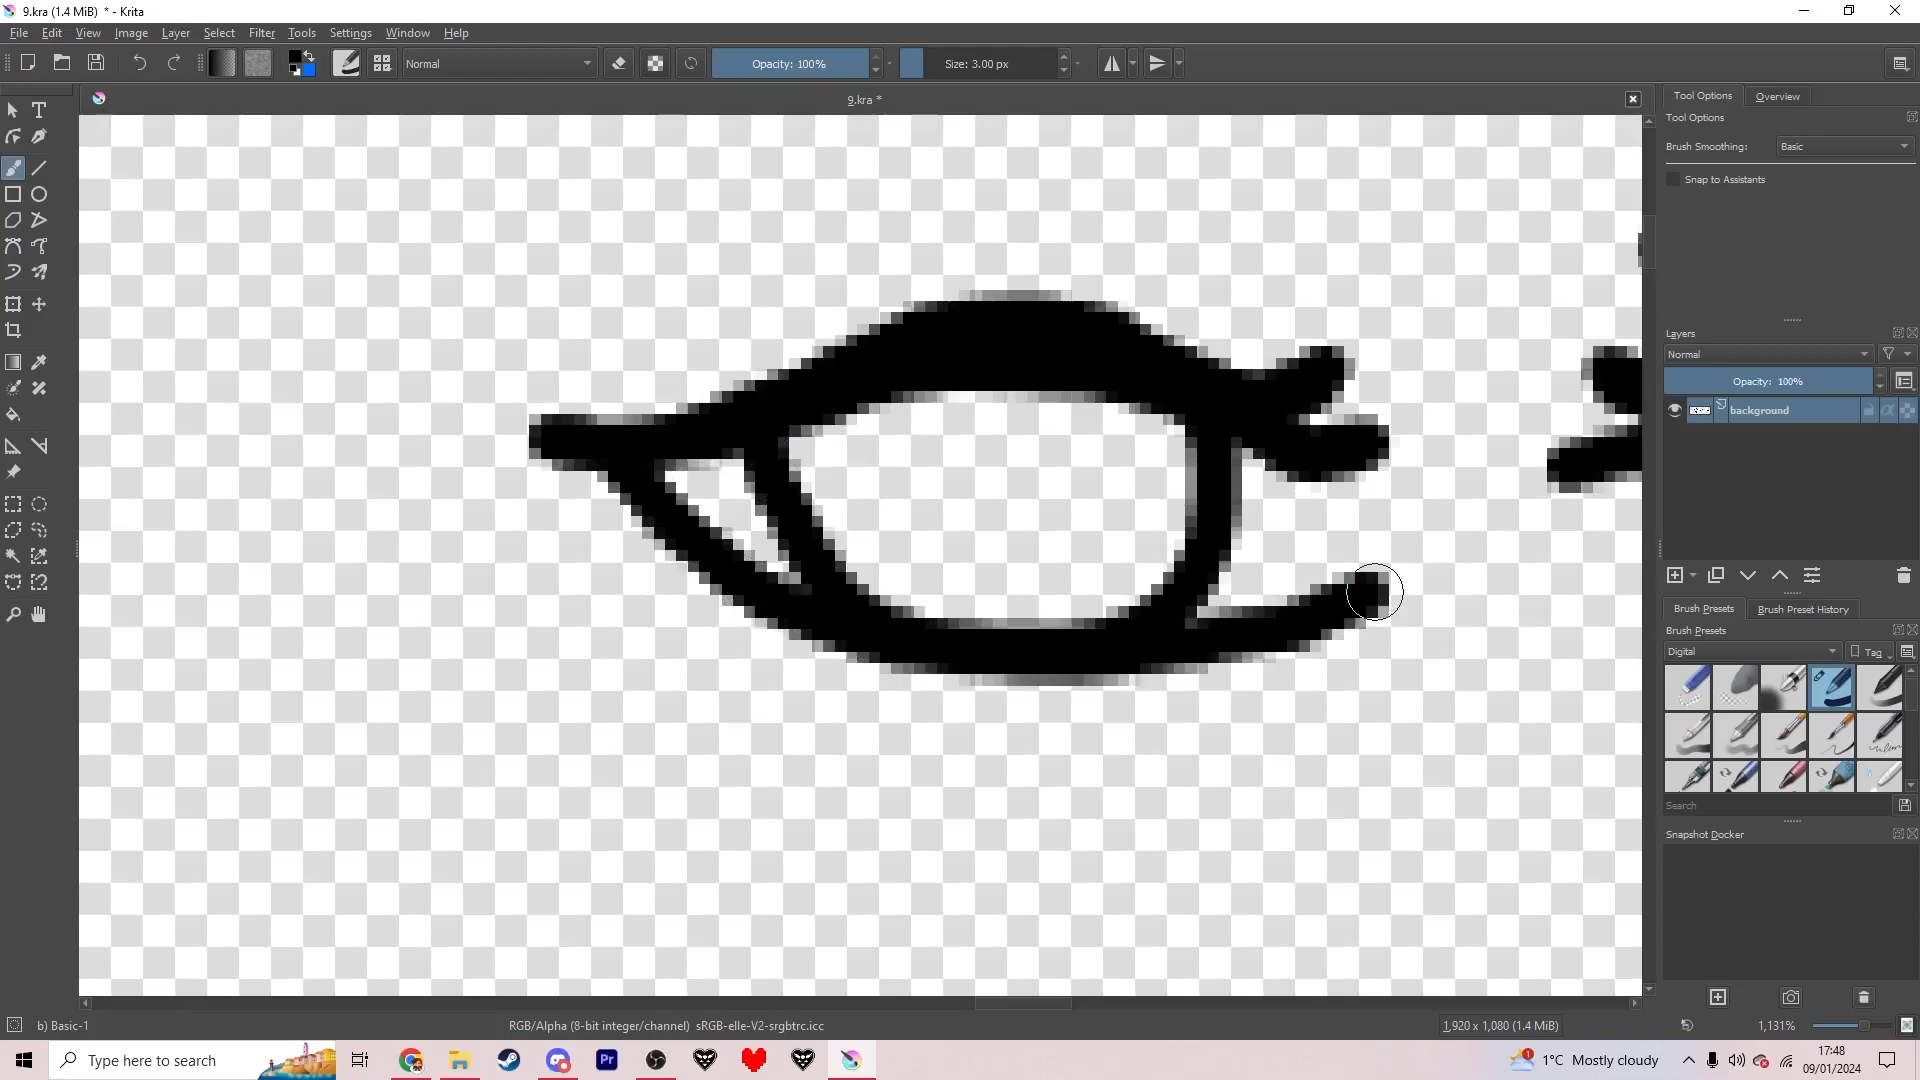 9.kra (1.4 MiB) * - Krita
File Edit View Image Layer Select Filter Tools Settings Window Help
Normal Opacity: 100% Size: 3.00 px
9.kra *
Tool Options Overview
Tool Options
Brush Smoothing: Basic
Snap to Assistants
Layers
Normal
Opacity: 100%
background
Brush Presets Brush Preset History
Brush Presets
Digital Tag
Search
Snapshot Docker
b) Basic-1 RGB/Alpha (8-bit integer/channel) sRGB-elle-V2-srgbtrc.icc 1,920 x 1,080 (1.4 MiB) 1,131%
Type here to search Pr 1 1°C Mostly cloudy 17:48
09/01/2024